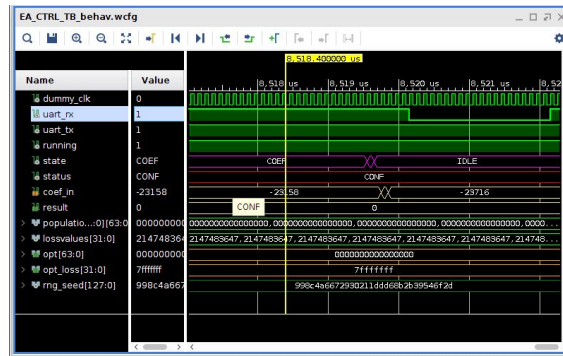 EA_CTRL_TB_behav.wcfg
8,518.400000 us
Name Value
8,518 us 8,519 us 8,520 us 8,521 us 8,52
dummy_clk 0
uart_rx 1
uart_tx 1
running 1
state COEF COEF IDLE
status CONF CONF
coef_in -23158 -23158 -23716
result 0 0
CONF
populatio...:0][63:0 000000000 0000000000000000,0000000000000000,0000000000000000,0000000000000000,0000...
lossvalues[31:0] 214748364 2147483647,2147483647,2147483647,2147483647,2147483647,2147483647,214748...
opt[63:0] 000000000 0000000000000000
opt_loss[31:0] 7fffffff 7fffffff
rng_seed[127:0] 998c4a667